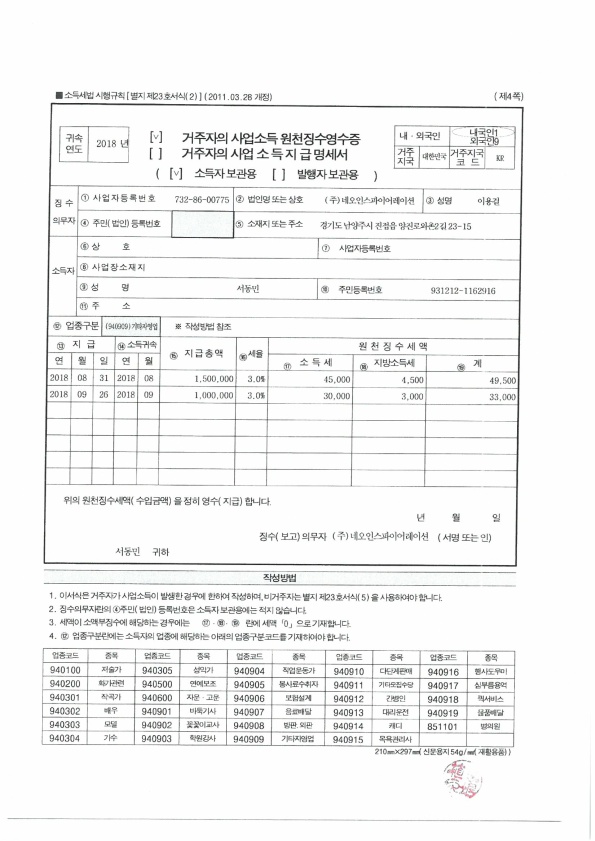 ■ 소득세법 시행규칙 [ 별지 제23호서식( 2) ] ( 2011. 03. 28 개정)
( 제4쪽)
귀속연도 2018 년
[v] 거주자의 사업소득 원천징수영수증
[ ] 거주자의 사업 소 득 지 급 명세서
( [v] 소득자 보관용 [ ] 발행자 보관용 )
내 · 외국인 내국인1 외국인9
거주지국 대한민국 거주지국코드 KR
징 수 의무자
① 사 업 자 등 록 번 호 732-86-00775 ② 법인명 또는 상호 (주)네오인스파이어레이션 ③ 성명 이용걸
④ 주민( 법인) 등록번호 ⑤ 소재지 또는 주소 경기도 남양주시 진접읍 양진로와촌2길 23-15
소득자
⑥ 상 호 ⑦ 사업자등록번호
⑧ 사 업 장 소 재 지
⑨ 성 명 서동민 ⑩ 주민등록번호 931212-1162916
⑪ 주 소
⑫ 업종구분 (940909)기타자영업 ※ 작성방법 참조
⑬ 지 급 ⑭ 소득귀속 ⑮ 지 급 총 액 ⑯ 세율 원 천 징 수 세 액
연 월 일 연 월 ⑰ 소 득 세 ⑱ 지방소득세 ⑲ 계
2018 08 31 2018 08 1,500,000 3.0% 45,000 4,500 49,500
2018 09 26 2018 09 1,000,000 3.0% 30,000 3,000 33,000
위의 원천징수세액( 수입금액) 을 정히 영수( 지급) 합니다.
년 월 일
징수( 보고) 의무자 (주)네오인스파이어레이션 ( 서명 또는 인)
서동민 귀하
작성방법
1. 이서식은 거주자가 사업소득이 발생한 경우에 한하여 작성하며, 비거주자는 별지 제23호서식( 5) 을 사용하여야 합니다.
2. 징수의무자란의 ④주민( 법인) 등록번호은 소득자 보관용에는 적지 않습니다.
3. 세액이 소액부징수에 해당하는 경우에는 ⑰ · ⑱ · ⑲ 란에 세액 「0」으로 기재합니다.
4. ⑫ 업종구분란에는 소득자의 업종에 해당하는 아래의 업종구분코드를 기재하여야 합니다.
업종코드 종목 업종코드 종목 업종코드 종목 업종코드 종목 업종코드 종목
940100 저술가 940305 성악가 940904 직업운동가 940910 다단계판매 940916 행사도우미
940200 화가관련 940500 연예보조 940905 봉사료수취자 940911 기타모집수당 940917 심부름용역
940301 작곡가 940600 자문 · 고문 940906 보험설계 940912 간병인 940918 퀵서비스
940302 배우 940901 바둑기사 940907 음료배달 940913 대리운전 940919 물품배달
940303 모델 940902 꽃꽂이교사 940908 방판. 외판 940914 캐디 851101 병의원
940304 가수 940903 학원강사 940909 기타자영업 940915 목욕관리사
210㎜×297㎜( 신문용지 54g/㎡( 재활용품) )